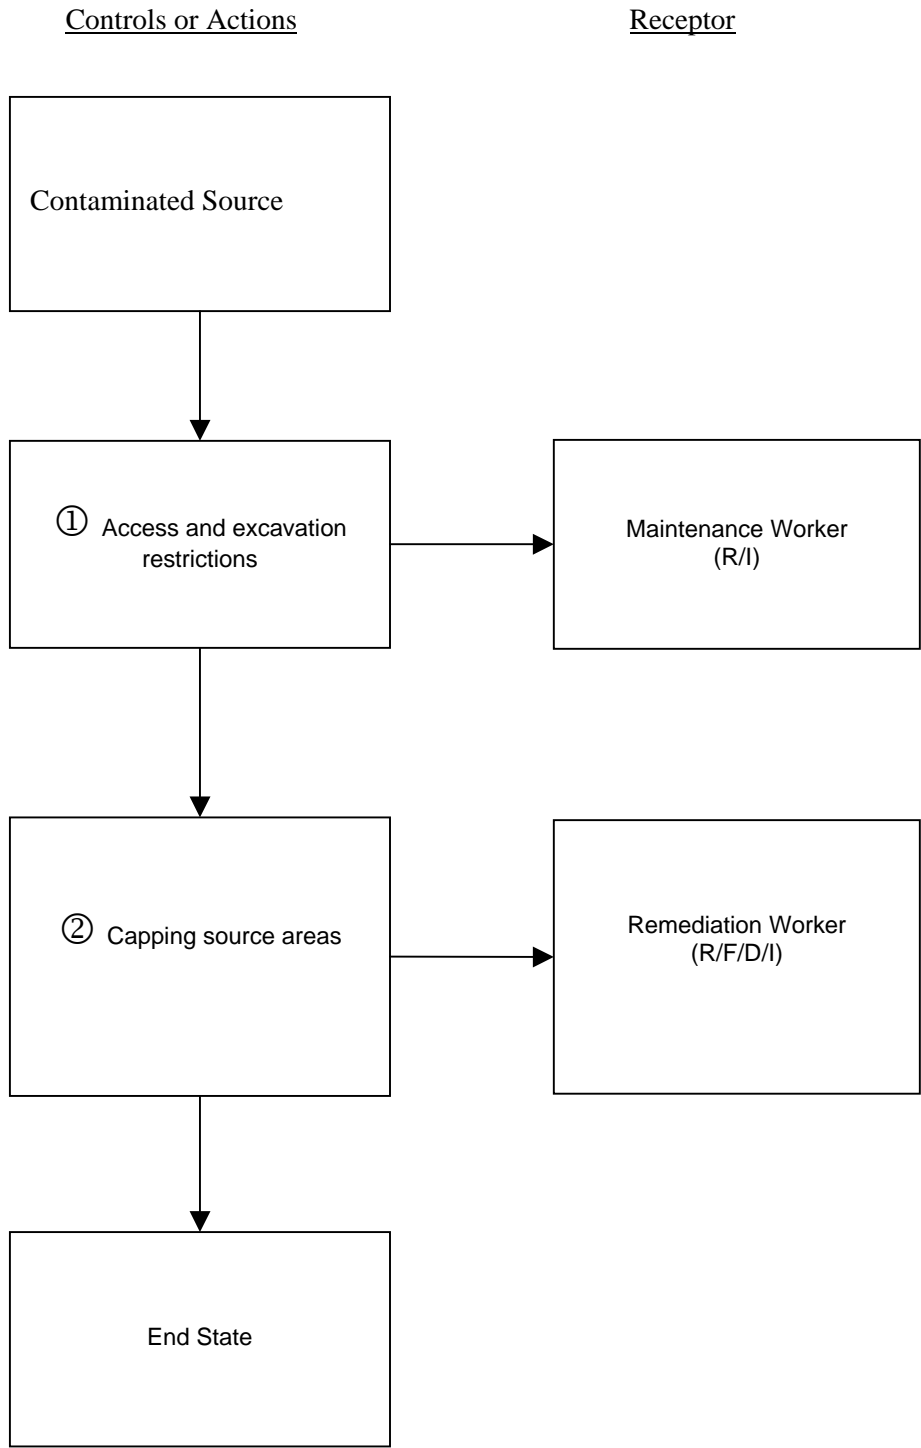 Controls or Actions
Receptor
Contaminated Source
① Access and excavation
restrictions
Maintenance Worker
(R/I)
② Capping source areas
Remediation Worker
(R/F/D/I)
End State